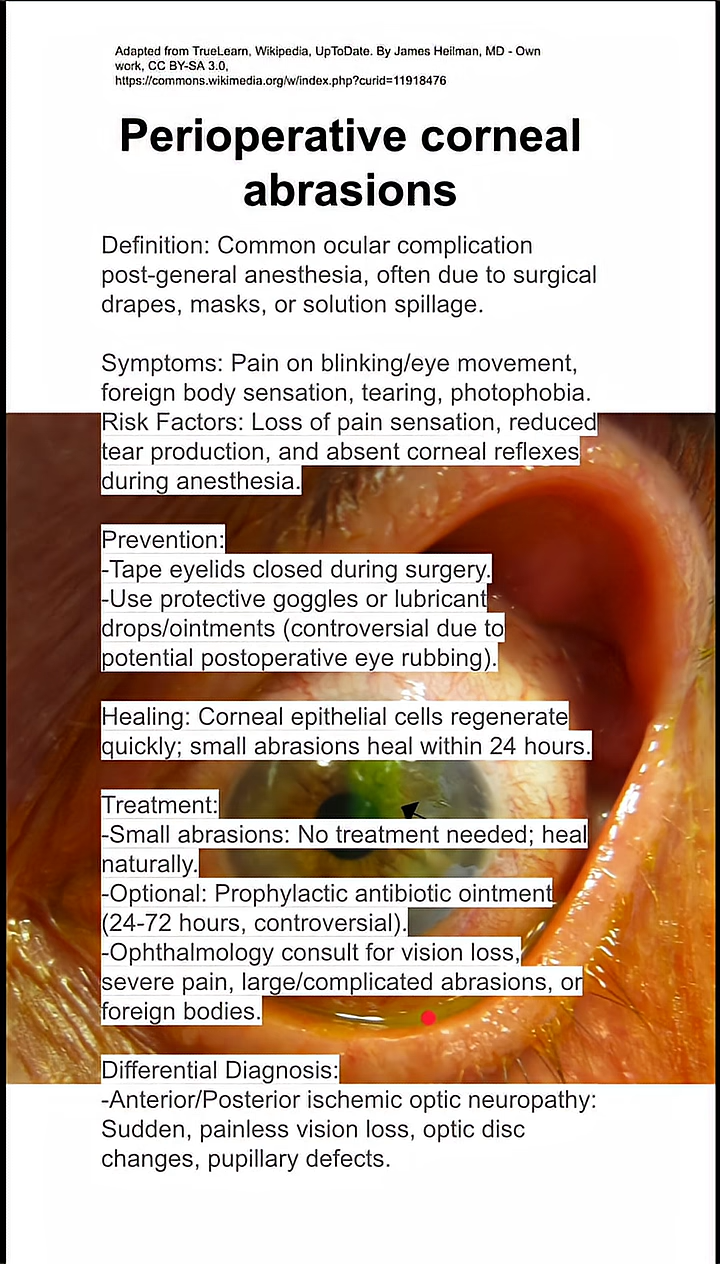 Adapted from TrueLearn, Wikipedia, UpToDate. By James Heilman, MD - Own
work, CC BY-SA 3.0,
https://commons.wikimedia.org/w/index.php?curid=11918476
Perioperative corneal
abrasions
Definition: Common ocular complication
post-general anesthesia, often due to surgical
drapes, masks, or solution spillage.
Symptoms: Pain on blinking/eye movement,
foreign body sensation, tearing, photophobia.
Risk Factors: Loss of pain sensation, reduced
tear production, and absent corneal reflexes
during anesthesia.
Prevention:
-Tape eyelids closed during surgery.
-Use protective goggles or lubricant
drops/ointments (controversial due to
potential postoperative eye rubbing).
Healing: Corneal epithelial cells regenerate
quickly; small abrasions heal within 24 hours.
Treatment:
-Small abrasions: No treatment needed; heal
naturally.
-Optional: Prophylactic antibiotic ointment
(24-72 hours, controversial).
-Ophthalmology consult for vision loss,
severe pain, large/complicated abrasions, or
foreign bodies.
Differential Diagnosis:
-Anterior/Posterior ischemic optic neuropathy:
Sudden, painless vision loss, optic disc
changes, pupillary defects.